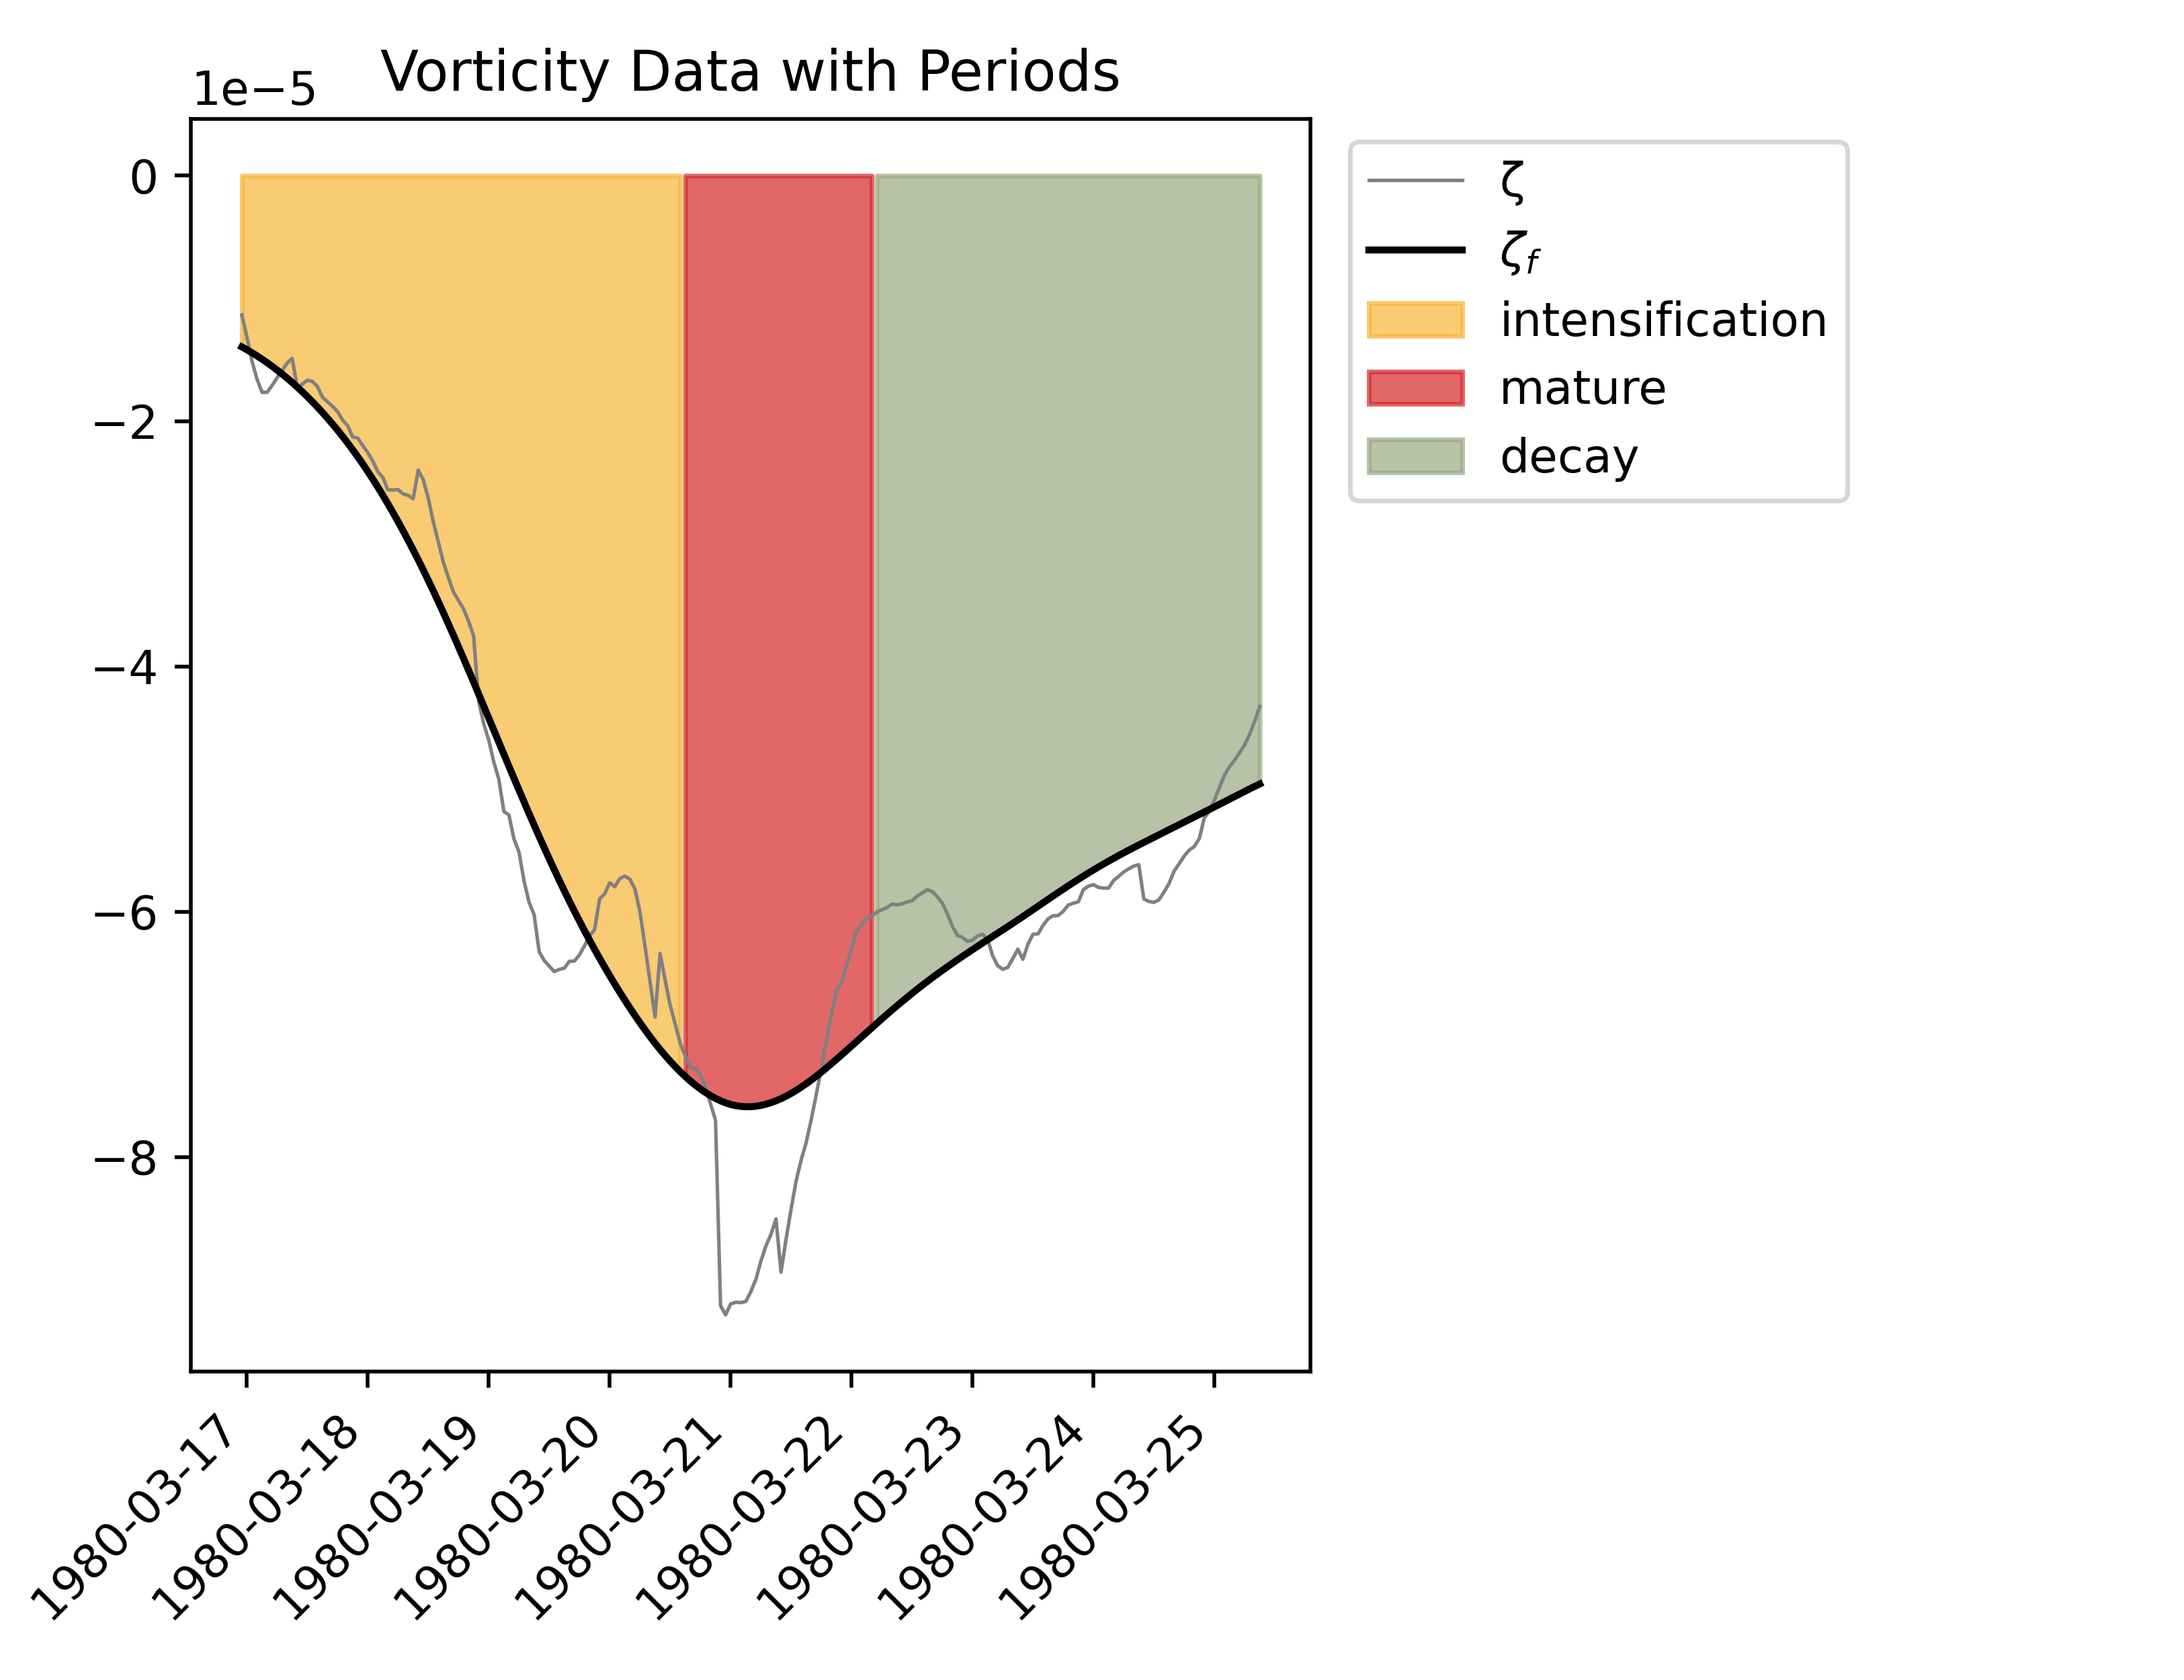 Vorticity Data with Periods
1e−5
0
−2
−4
−6
−8
1980-03-17
1980-03-18
1980-03-19
1980-03-20
1980-03-21
1980-03-22
1980-03-23
1980-03-24
1980-03-25
ζ
ζf
intensification
mature
decay